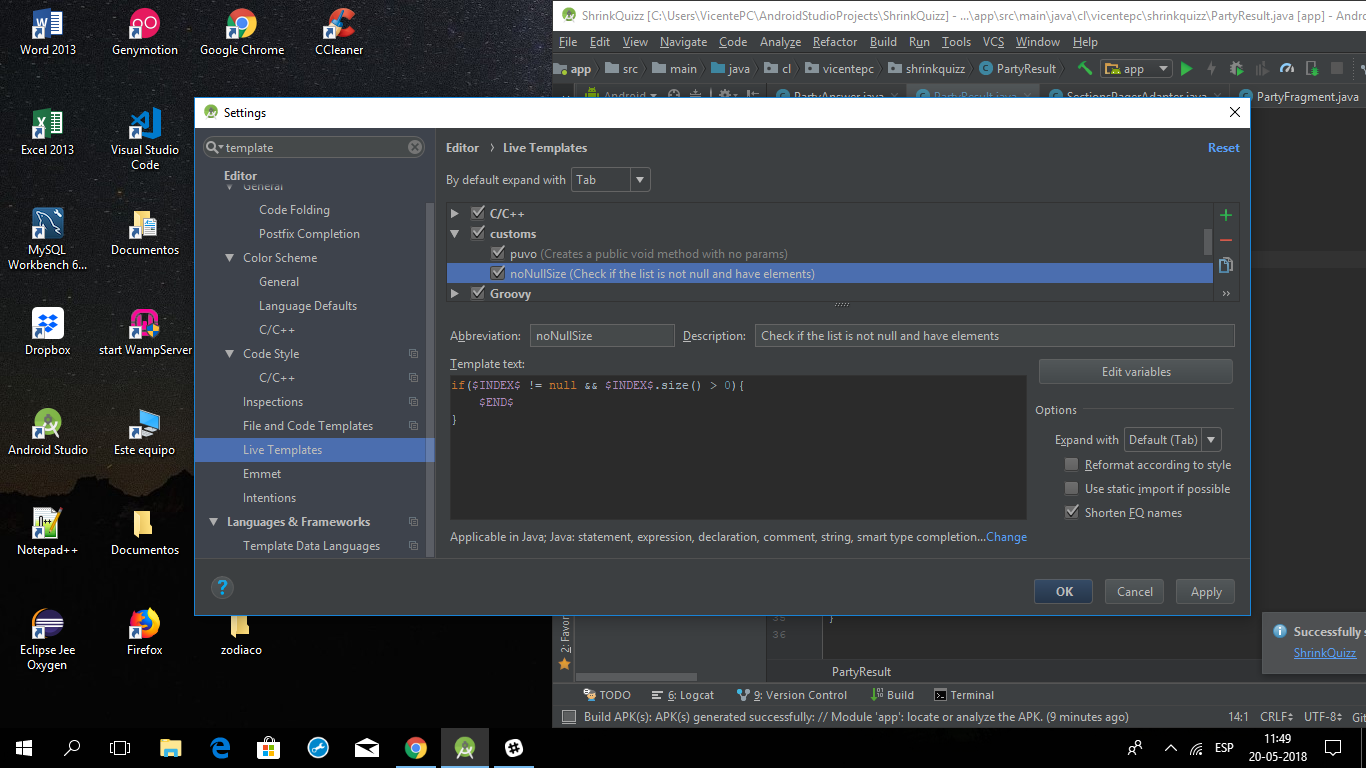 Word 2013
Genymotion
Google Chrome
CCleaner
Excel 2013
Visual Studio
Code
MySQL
Workbench 6...
Documentos
Dropbox
start WampServer
Android Studio
Este equipo
Notepad++
Documentos
Eclipse Jee
Oxygen
Firefox
zodiaco
ShrinkQuizz [C:\Users\VicentePC\AndroidStudioProjects\ShrinkQuizz] - ...\app\src\main\java\cl\vicentepc\shrinkquizz\PartyResult.java [app] - Andro
File Edit View Navigate Code Analyze Refactor Build Run Tools VCS Window Help
app src main java cl vicentepc shrinkquizz PartyResult app
Android PartyAnswer.java PartyResult.java SectionsPagerAdapter.java PartyFragment.java
Settings
template
Editor
General
Code Folding
Postfix Completion
Color Scheme
General
Language Defaults
C/C++
Code Style
C/C++
Inspections
File and Code Templates
Live Templates
Emmet
Intentions
Languages & Frameworks
Template Data Languages
?
Editor › Live Templates
Reset
By default expand with Tab
C/C++
customs
puvo (Creates a public void method with no params)
noNullSize (Check if the list is not null and have elements)
Groovy
Abbreviation: noNullSize Description: Check if the list is not null and have elements
Template text:
if($INDEX$ != null && $INDEX$.size() > 0){
$END$
}
Edit variables
Options
Expand with Default (Tab)
Reformat according to style
Use static import if possible
Shorten FQ names
Applicable in Java; Java: statement, expression, declaration, comment, string, smart type completion...Change
OK Cancel Apply
35 }
36
2: Favor
PartyResult
Successfully s
ShrinkQuizz
TODO 6: Logcat 9: Version Control Build Terminal
Build APK(s): APK(s) generated successfully: // Module 'app': locate or analyze the APK. (9 minutes ago) 14:1 CRLF UTF-8 Git
ESP
11:49
20-05-2018